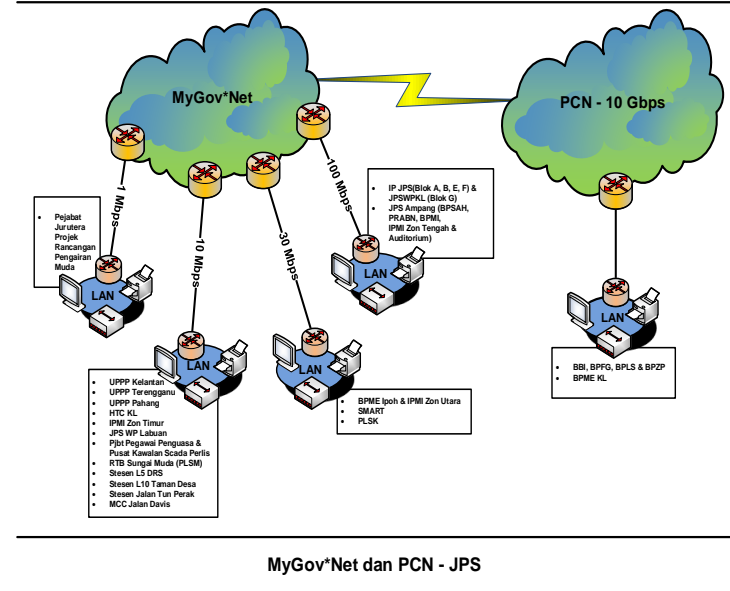 MyGov*Net
PCN - 10 Gbps
1 Mbps
10 Mbps
30 Mbps
100 Mbps
• Pejabat
Jurutera
Projek
Rancangan
Pengairan
Muda
LAN
• IP JPS(Blok A, B, E, F) &
JPSWPKL (Blok G)
• JPS Ampang (BPSAH,
PRABN, BPMI,
IPMI Zon Tengah &
Auditorium)
LAN
LAN
• UPPP Kelantan
• UPPP Terengganu
• UPPP Pahang
• HTC KL
• IPMI Zon Timur
• JPS WP Labuan
• Pjbt Pegawai Penguasa &
Pusat Kawalan Scada Perlis
• RTB Sungai Muda (PLSM)
• Stesen L5 DRS
• Stesen L10 Taman Desa
• Stesen Jalan Tun Perak
• MCC Jalan Davis
LAN
• BPME Ipoh & IPMI Zon Utara
• SMART
• PLSK
LAN
• BBI, BPFG, BPLS & BPZP
• BPME KL
MyGov*Net dan PCN - JPS